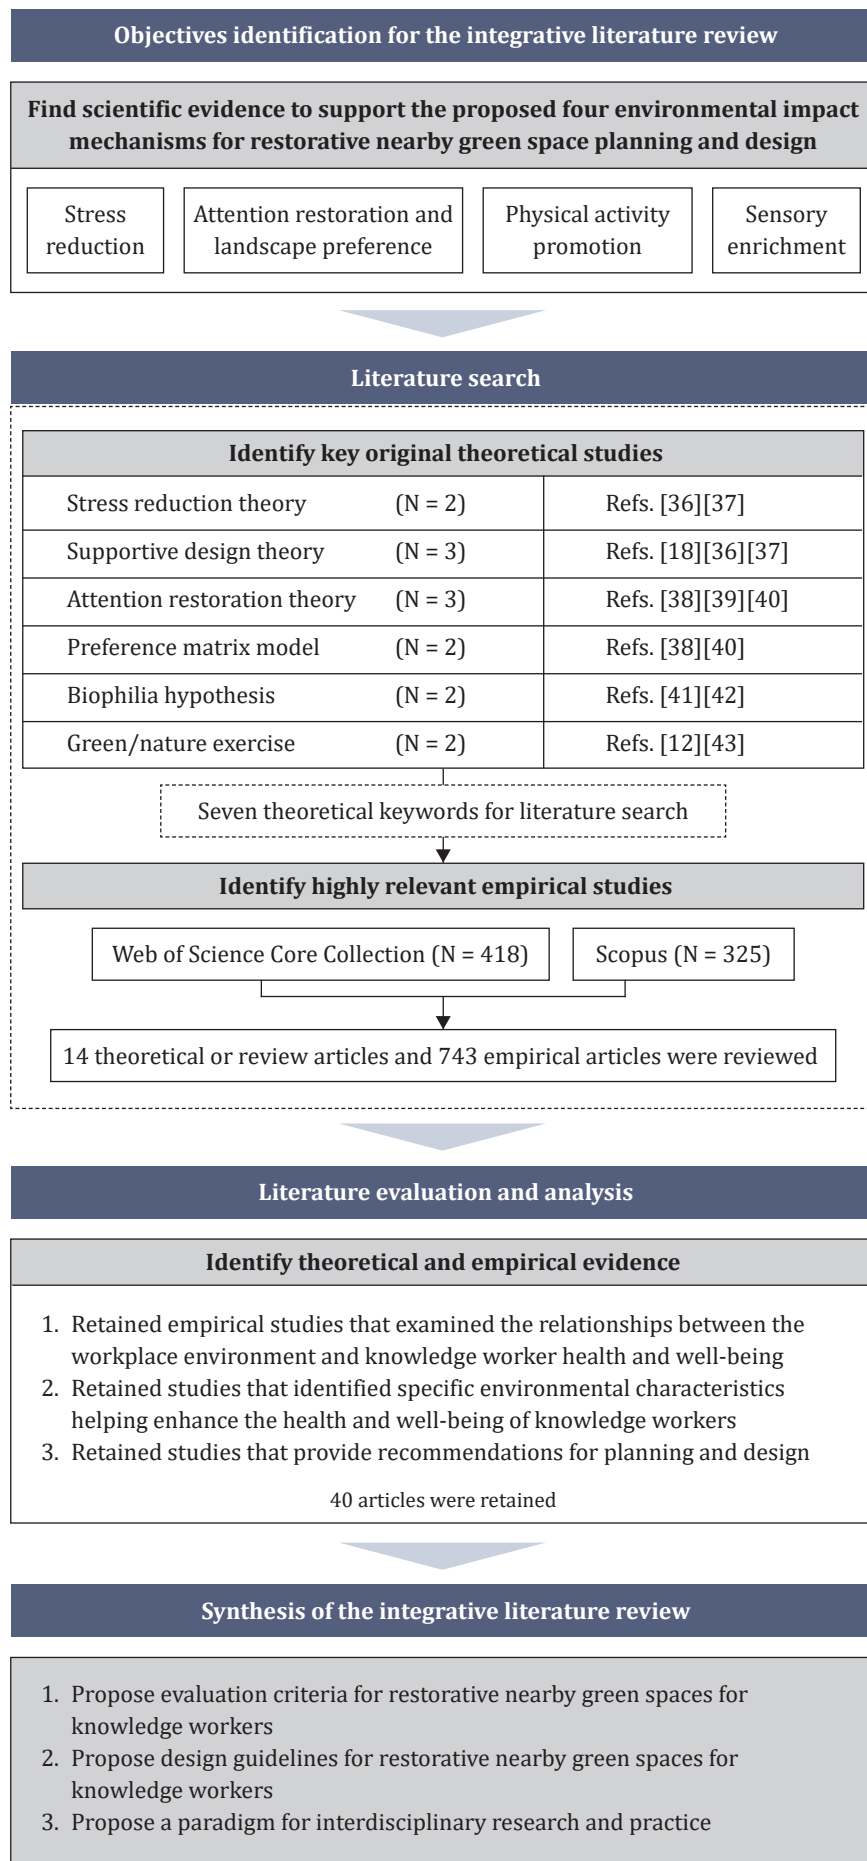 Objectives identification for the integrative literature review
Find scientific evidence to support the proposed four environmental impact
mechanisms for restorative nearby green space planning and design
Stress
reduction
Attention restoration and
landscape preference
Physical activity
promotion
Sensory
enrichment
Literature search
Identify key original theoretical studies
Stress reduction theory (N = 2) Refs. [36][37]
Supportive design theory (N = 3) Refs. [18][36][37]
Attention restoration theory (N = 3) Refs. [38][39][40]
Preference matrix model (N = 2) Refs. [38][40]
Biophilia hypothesis (N = 2) Refs. [41][42]
Green/nature exercise (N = 2) Refs. [12][43]
Seven theoretical keywords for literature search
Identify highly relevant empirical studies
Web of Science Core Collection (N = 418)
Scopus (N = 325)
14 theoretical or review articles and 743 empirical articles were reviewed
Literature evaluation and analysis
Identify theoretical and empirical evidence
1. Retained empirical studies that examined the relationships between the
workplace environment and knowledge worker health and well-being
2. Retained studies that identified specific environmental characteristics
helping enhance the health and well-being of knowledge workers
3. Retained studies that provide recommendations for planning and design
40 articles were retained
Synthesis of the integrative literature review
1. Propose evaluation criteria for restorative nearby green spaces for
knowledge workers
2. Propose design guidelines for restorative nearby green spaces for
knowledge workers
3. Propose a paradigm for interdisciplinary research and practice